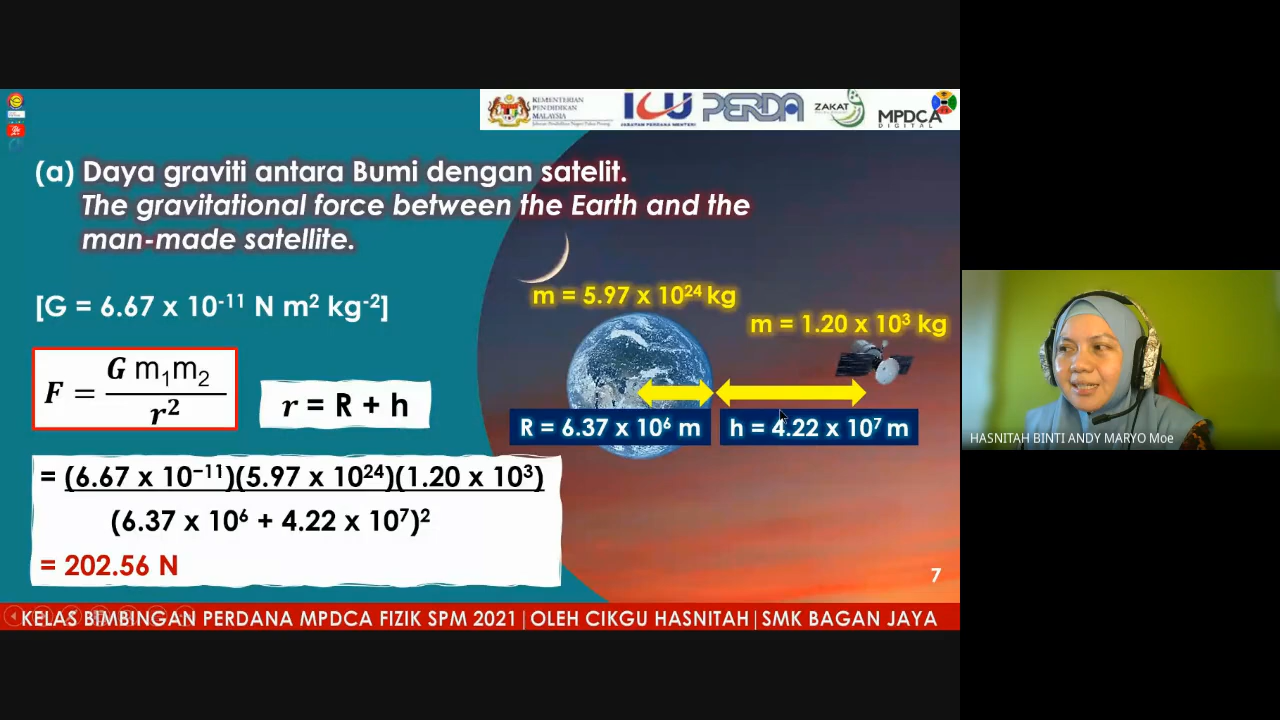 KEMENTERIAN
PENDIDIKAN
MALAYSIA
ICU
JABATAN PERDANA MENTERI
PERDA
ZAKAT
MPDCA
DIGITAL
(a) Daya graviti antara Bumi dengan satelit.
The gravitational force between the Earth and the
man-made satellite.
[G = 6.67 x 10⁻¹¹ N m² kg⁻²]
m = 5.97 x 10²⁴ kg
m = 1.20 x 10³ kg
F = G m₁m₂ / r²
r = R + h
R = 6.37 x 10⁶ m
h = 4.22 x 10⁷ m
= (6.67 x 10⁻¹¹)(5.97 x 10²⁴)(1.20 x 10³)
(6.37 x 10⁶ + 4.22 x 10⁷)²
= 202.56 N
7
KELAS BIMBINGAN PERDANA MPDCA FIZIK SPM 2021|OLEH CIKGU HASNITAH|SMK BAGAN JAYA
HASNITAH BINTI ANDY MARYO Moe